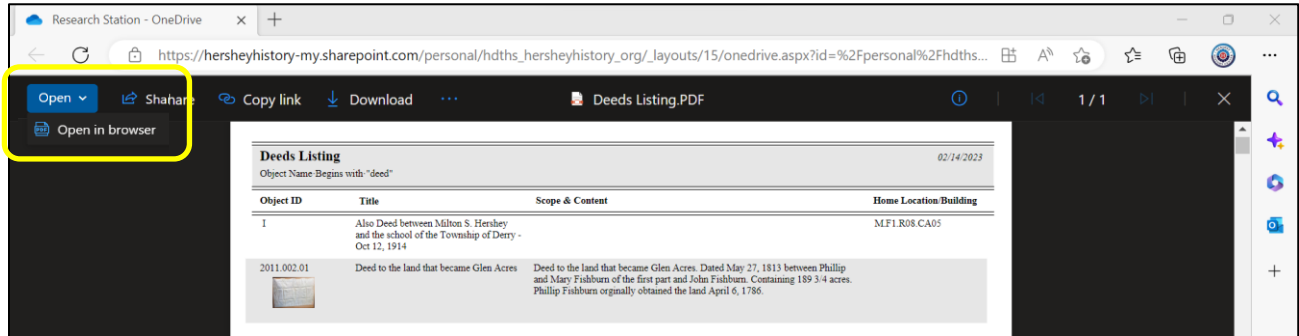 Research Station - OneDrive
https://hersheyhistory-my.sharepoint.com/personal/hdths_hersheyhistory_org/_layouts/15/onedrive.aspx?id=%2Fpersonal%2Fhdths...
Open Shahare Copy link Download ... Deeds Listing.PDF 1 / 1
Open in browser
Deeds Listing 02/14/2023
Object Name Begins with "deed"
Object ID Title Scope & Content Home Location/Building
I Also Deed between Milton S. Hershey M.F1.R08.CA05
and the school of the Township of Derry -
Oct 12, 1914
2011.002.01 Deed to the land that became Glen Acres Deed to the land that became Glen Acres. Dated May 27, 1813 between Phillip
and Mary Fishburn of the first part and John Fishburn. Containing 189 3/4 acres.
Phillip Fishburn orginally obtained the land April 6, 1786.